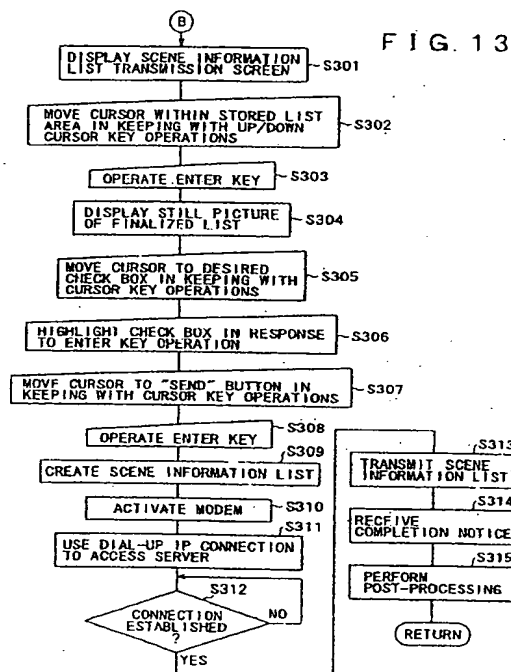 B
FIG. 13
DISPLAY SCENE INFORMATION
LIST TRANSMISSION SCREEN
S301
MOVE CURSOR WITHIN STORED LIST
AREA IN KEEPING WITH UP/DOWN
CURSOR KEY OPERATIONS
S302
OPERATE ENTER KEY
S303
DISPLAY STILL PICTURE
OF FINALIZED LIST
S304
MOVE CURSOR TO DESIRED
CHECK BOX IN KEEPING WITH
CURSOR KEY OPERATIONS
S305
HIGHLIGHT CHECK BOX IN RESPONSE
TO ENTER KEY OPERATION
S306
MOVE CURSOR TO "SEND" BUTTON IN
KEEPING WITH CURSOR KEY OPERATIONS
S307
OPERATE ENTER KEY
S308
CREATE SCENE INFORMATION LIST
S309
ACTIVATE MODEM
S310
USE DIAL-UP IP CONNECTION
TO ACCESS SERVER
S311
CONNECTION
ESTABLISHED
?
S312
NO
YES
TRANSMIT SCENE
INFORMATION LIST
S313
RECEIVE
COMPLETION NOTICE
S314
PERFORM
POST-PROCESSING
S315
RETURN